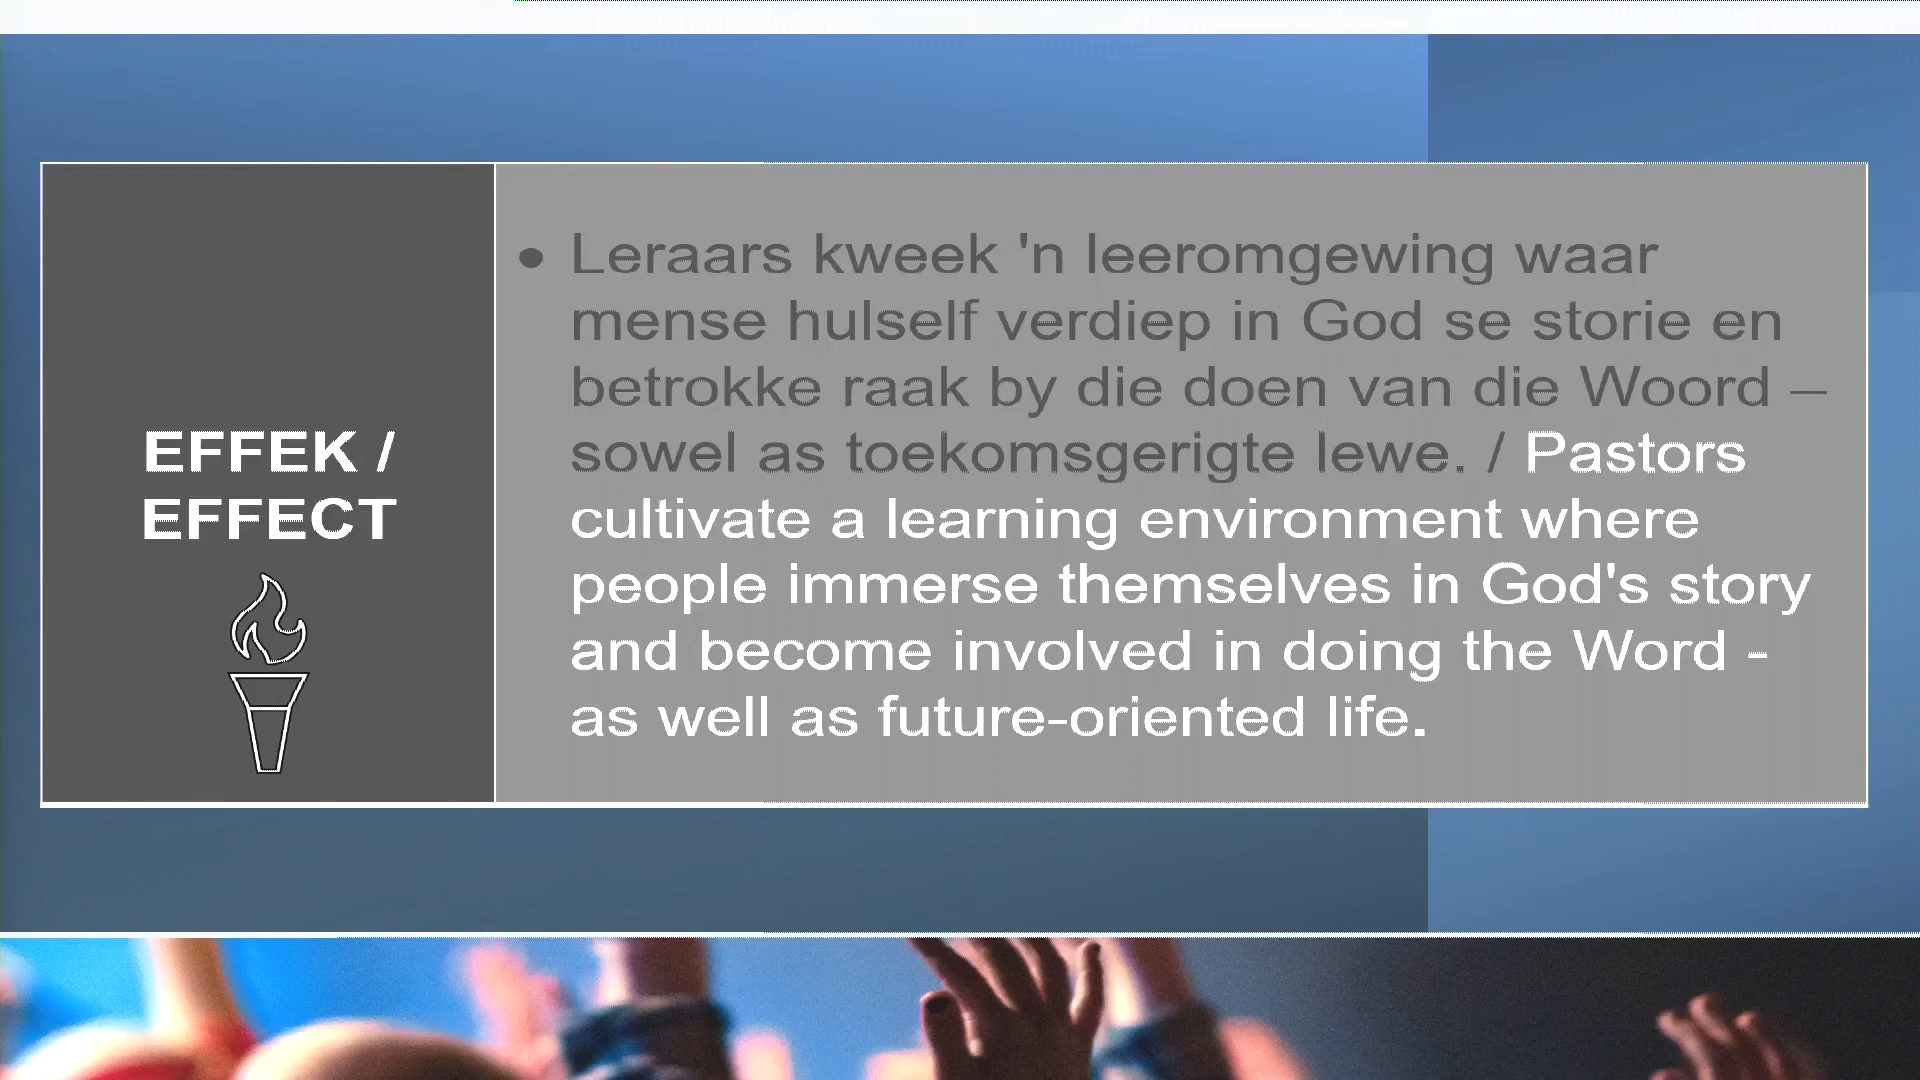 EFFEK /
EFFECT
● Leraars kweek 'n leeromgewing waar
mense hulself verdiep in God se storie en
betrokke raak by die doen van die Woord –
sowel as toekomsgerigte lewe. / Pastors
cultivate a learning environment where
people immerse themselves in God's story
and become involved in doing the Word -
as well as future-oriented life.